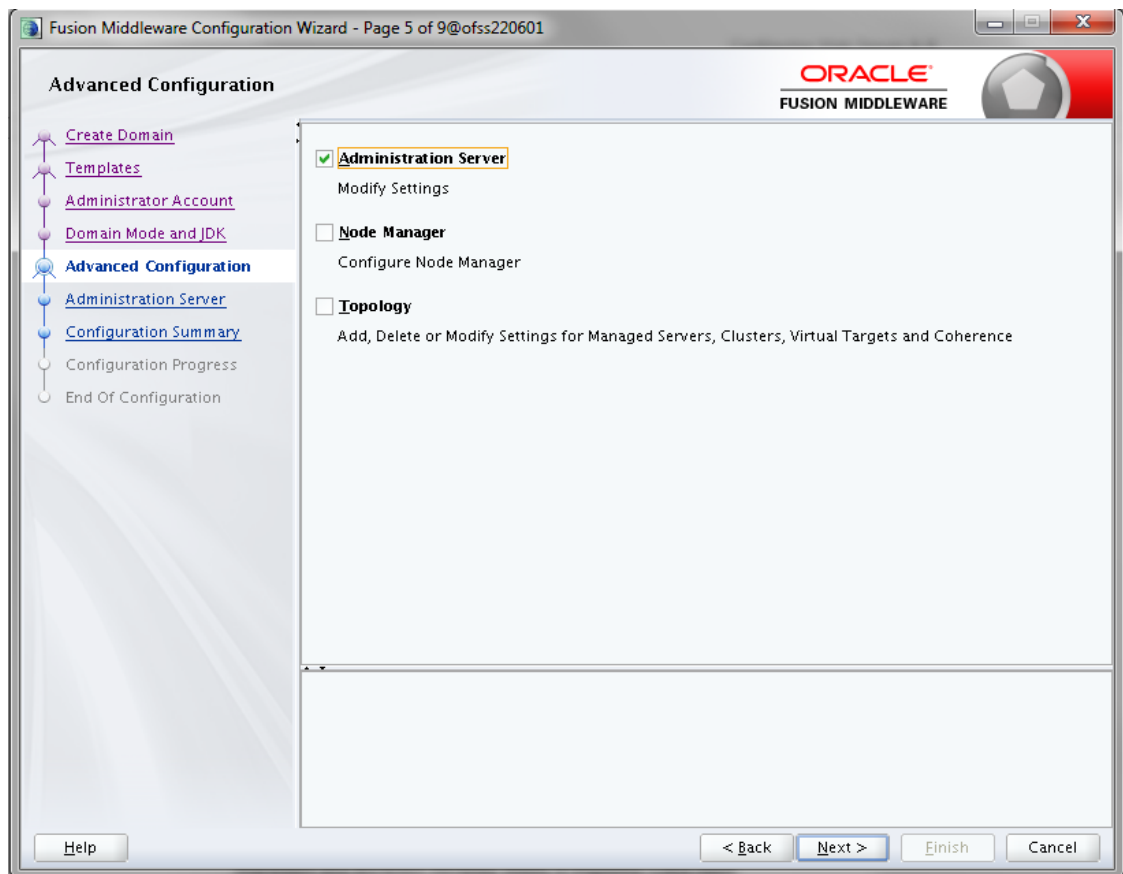 Fusion Middleware Configuration Wizard - Page 5 of 9@ofss220601
Advanced Configuration
ORACLE
FUSION MIDDLEWARE
Create Domain
Templates
Administrator Account
Domain Mode and JDK
Advanced Configuration
Administration Server
Configuration Summary
Configuration Progress
End Of Configuration
Administration Server
Modify Settings
Node Manager
Configure Node Manager
Topology
Add, Delete or Modify Settings for Managed Servers, Clusters, Virtual Targets and Coherence
Help
< Back
Next >
Finish
Cancel